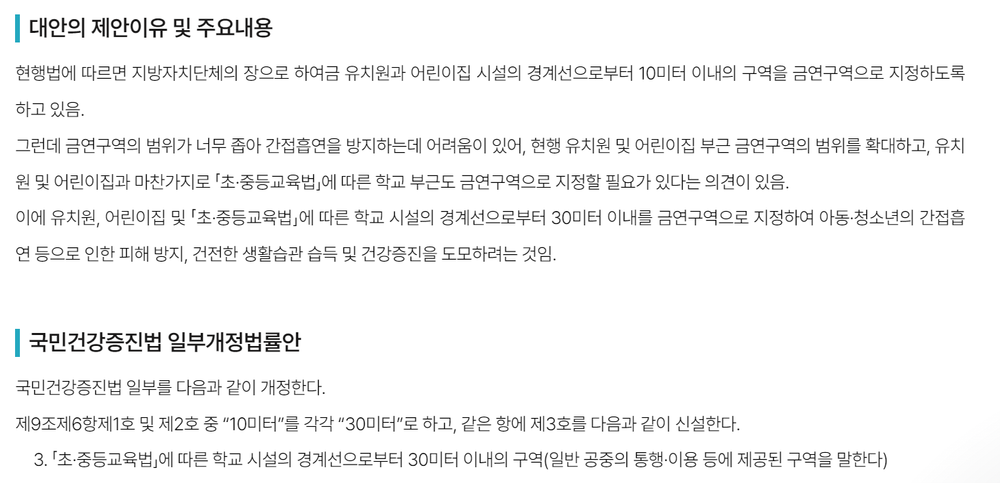 대안의 제안이유 및 주요내용
현행법에 따르면 지방자치단체의 장으로 하여금 유치원과 어린이집 시설의 경계선으로부터 10미터 이내의 구역을 금연구역으로 지정하도록
하고 있음.
그런데 금연구역의 범위가 너무 좁아 간접흡연을 방지하는데 어려움이 있어, 현행 유치원 및 어린이집 부근 금연구역의 범위를 확대하고, 유치
원 및 어린이집과 마찬가지로 「초·중등교육법」에 따른 학교 부근도 금연구역으로 지정할 필요가 있다는 의견이 있음.
이에 유치원, 어린이집 및 「초·중등교육법」에 따른 학교 시설의 경계선으로부터 30미터 이내를 금연구역으로 지정하여 아동·청소년의 간접흡
연 등으로 인한 피해 방지, 건전한 생활습관 습득 및 건강증진을 도모하려는 것임.
국민건강증진법 일부개정법률안
국민건강증진법 일부를 다음과 같이 개정한다.
제9조제6항제1호 및 제2호 중 “10미터”를 각각 “30미터”로 하고, 같은 항에 제3호를 다음과 같이 신설한다.
3. 「초·중등교육법」에 따른 학교 시설의 경계선으로부터 30미터 이내의 구역(일반 공중의 통행·이용 등에 제공된 구역을 말한다)